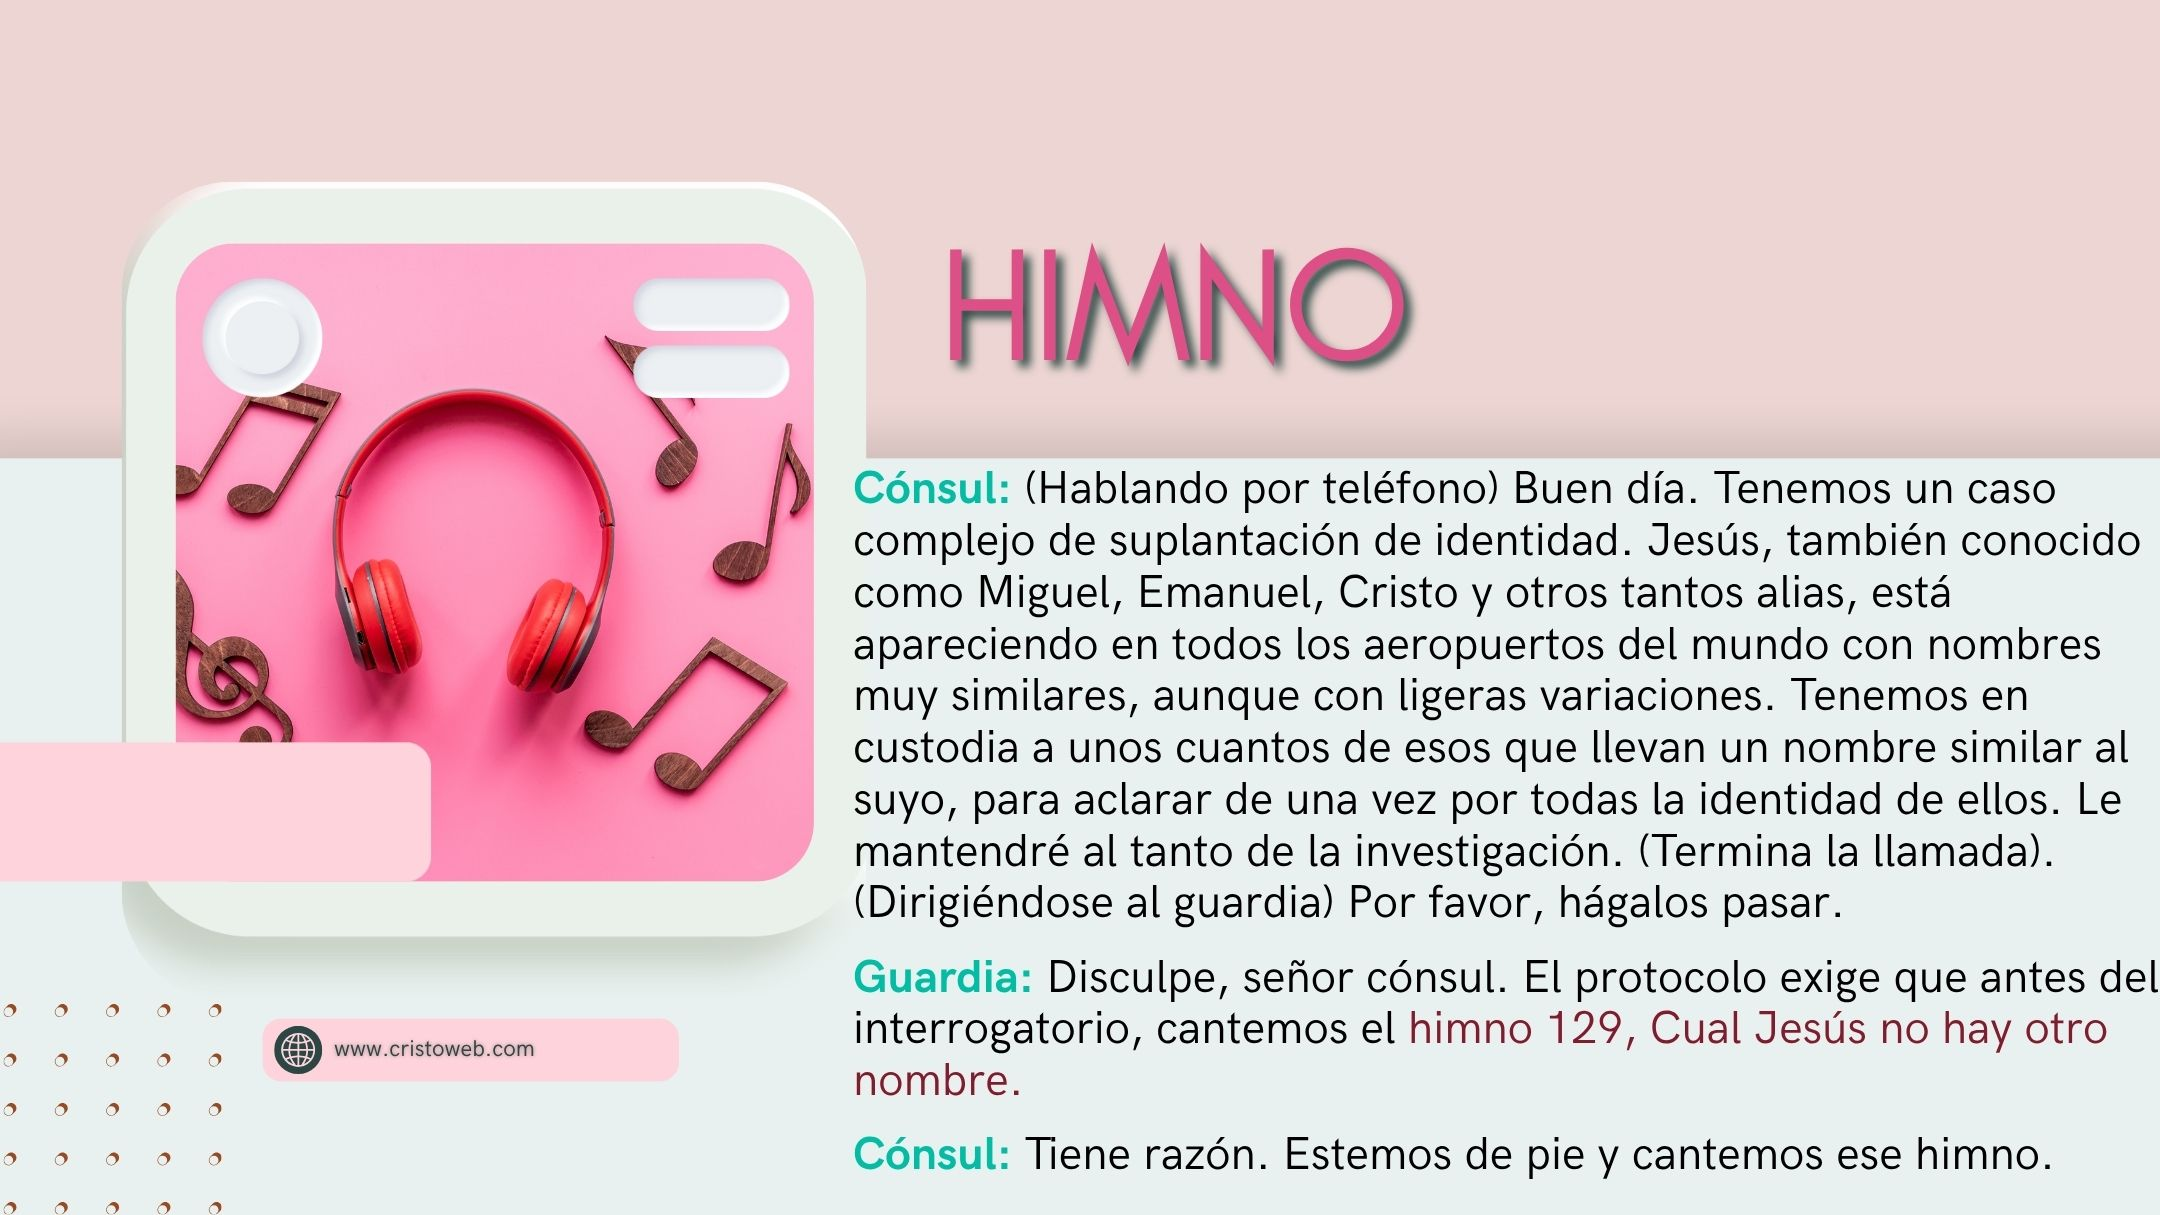 HIMNO
Cónsul: (Hablando por teléfono) Buen día. Tenemos un caso
complejo de suplantación de identidad. Jesús, también conocido
como Miguel, Emanuel, Cristo y otros tantos alias, está
apareciendo en todos los aeropuertos del mundo con nombres
muy similares, aunque con ligeras variaciones. Tenemos en
custodia a unos cuantos de esos que llevan un nombre similar al
suyo, para aclarar de una vez por todas la identidad de ellos. Le
mantendré al tanto de la investigación. (Termina la llamada).
(Dirigiéndose al guardia) Por favor, hágalos pasar.
Guardia: Disculpe, señor cónsul. El protocolo exige que antes del
interrogatorio, cantemos el himno 129, Cual Jesús no hay otro
nombre.
Cónsul: Tiene razón. Estemos de pie y cantemos ese himno.
www.cristoweb.com